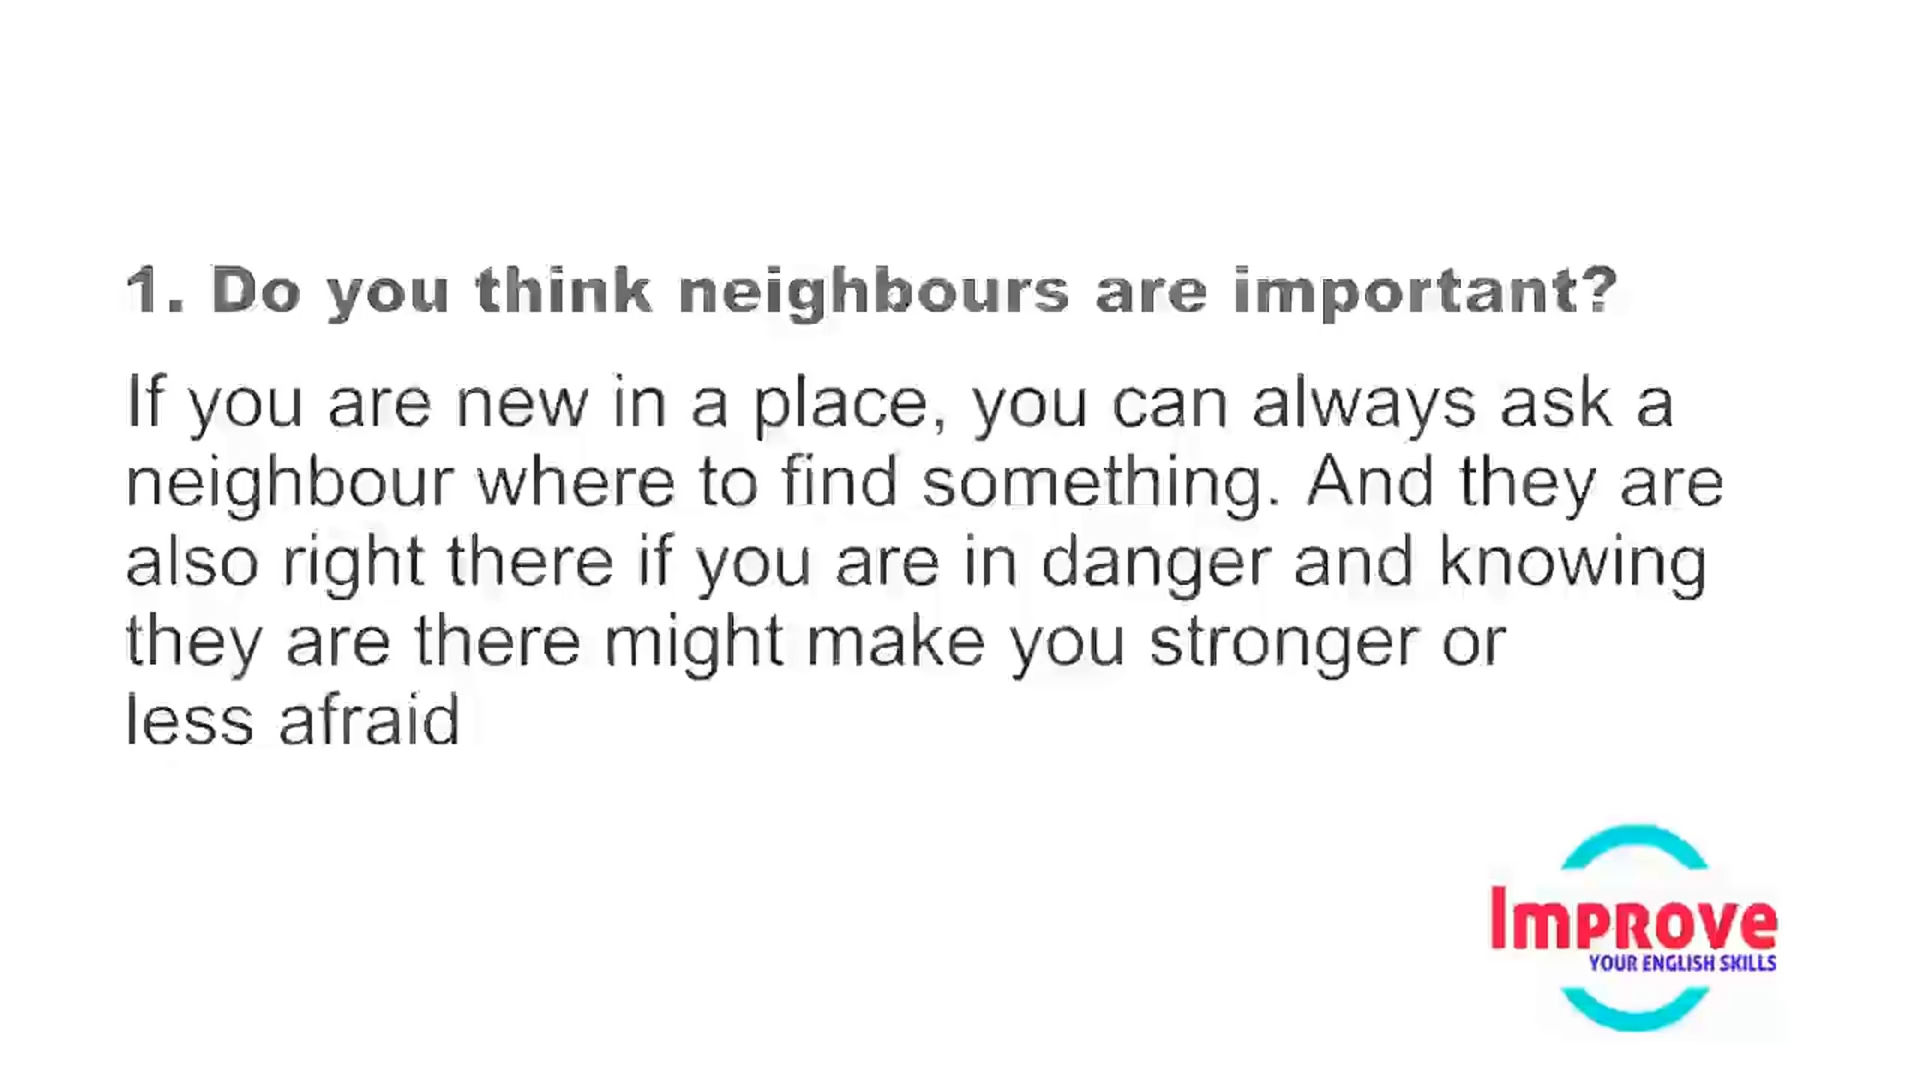 1. Do you think neighbours are important?
If you are new in a place, you can always ask a
neighbour where to find something. And they are
also right there if you are in danger and knowing
they are there might make you stronger or
less afraid
Improve
YOUR ENGLISH SKILLS